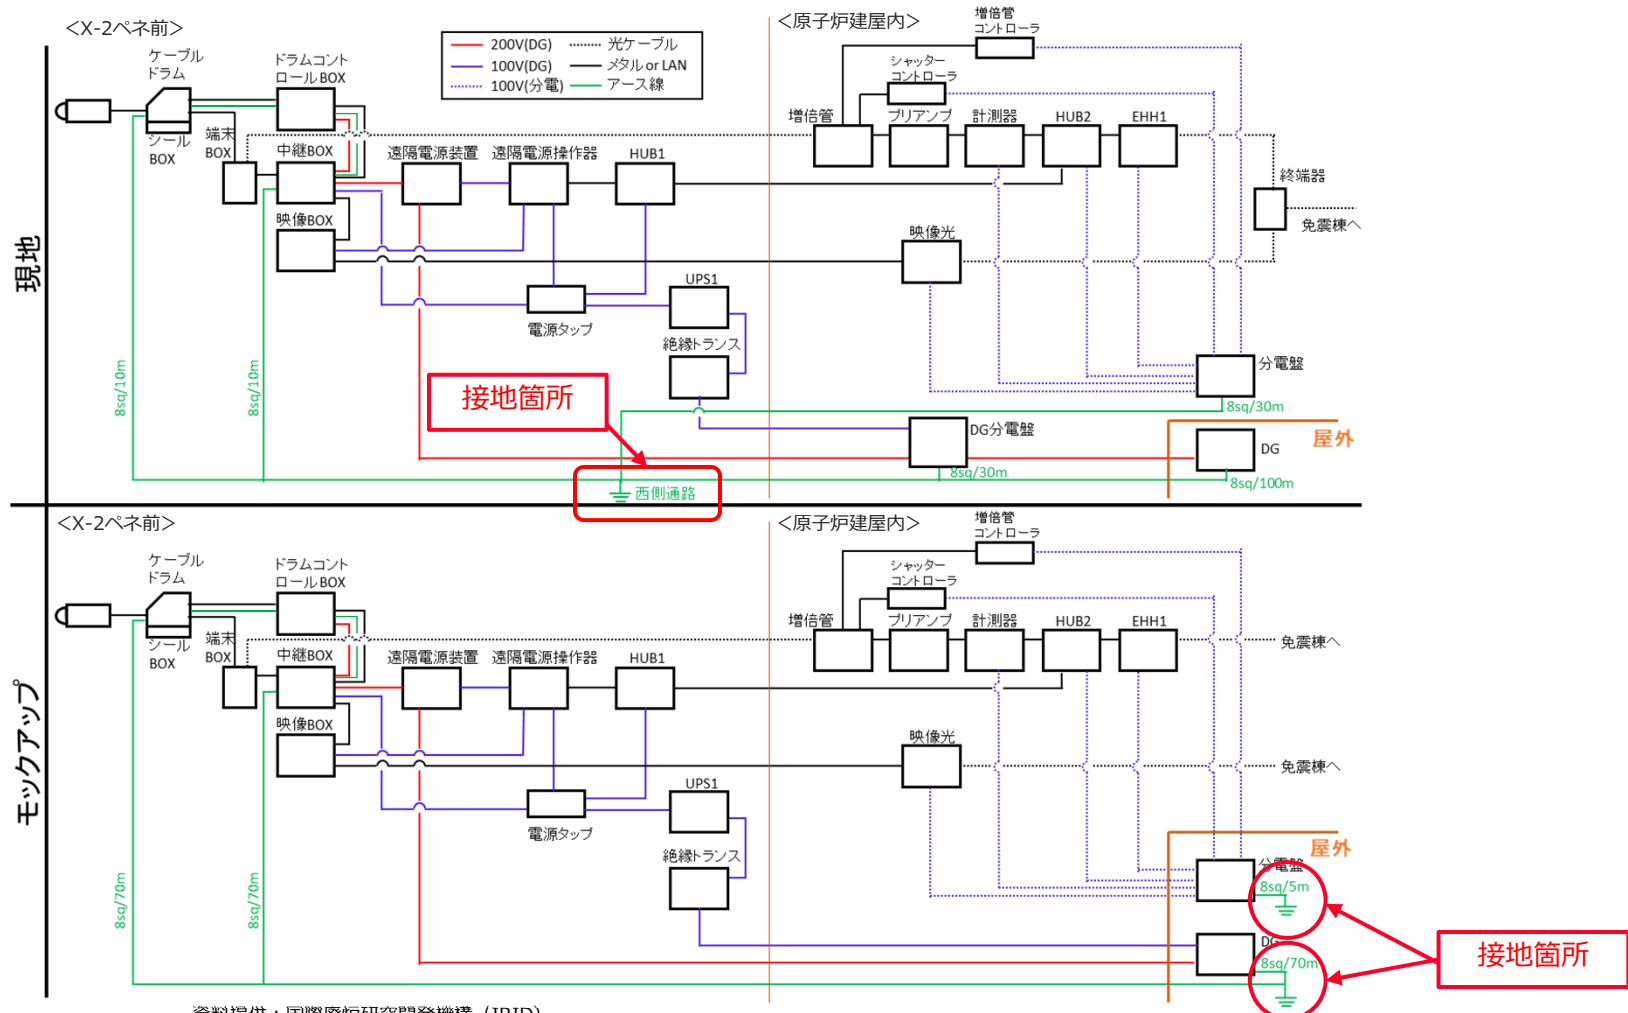 ＜X-2ペネ前＞
＜原子炉建屋内＞
200V(DG)
光ケーブル
100V(DG)
メタル or LAN
100V(分電)
アース線
増倍管
コントローラ
ケーブル
ドラム
ドラムコント
ロールBOX
シャッター
コントローラ
シール
BOX
端末
BOX
中継BOX
遠隔電源装置
遠隔電源操作器
HUB1
増倍管
プリアンプ
計測器
HUB2
EHH1
終端器
免震棟へ
映像BOX
映像光
現地
UPS1
電源タップ
絶縁トランス
分電盤
8sq/10m
8sq/10m
接地箇所
8sq/30m
DG分電盤
屋外
DG
8sq/30m
8sq/100m
西側通路
＜X-2ペネ前＞
＜原子炉建屋内＞
増倍管
コントローラ
ケーブル
ドラム
ドラムコント
ロールBOX
シャッター
コントローラ
シール
BOX
端末
BOX
中継BOX
遠隔電源装置
遠隔電源操作器
HUB1
増倍管
プリアンプ
計測器
HUB2
EHH1
免震棟へ
映像BOX
映像光
免震棟へ
モックアップ
UPS1
電源タップ
絶縁トランス
屋外
分電盤
8sq/5m
8sq/70m
8sq/70m
DG
8sq/70m
接地箇所
資料提供：国際廃炉研究開発機構（IRID）